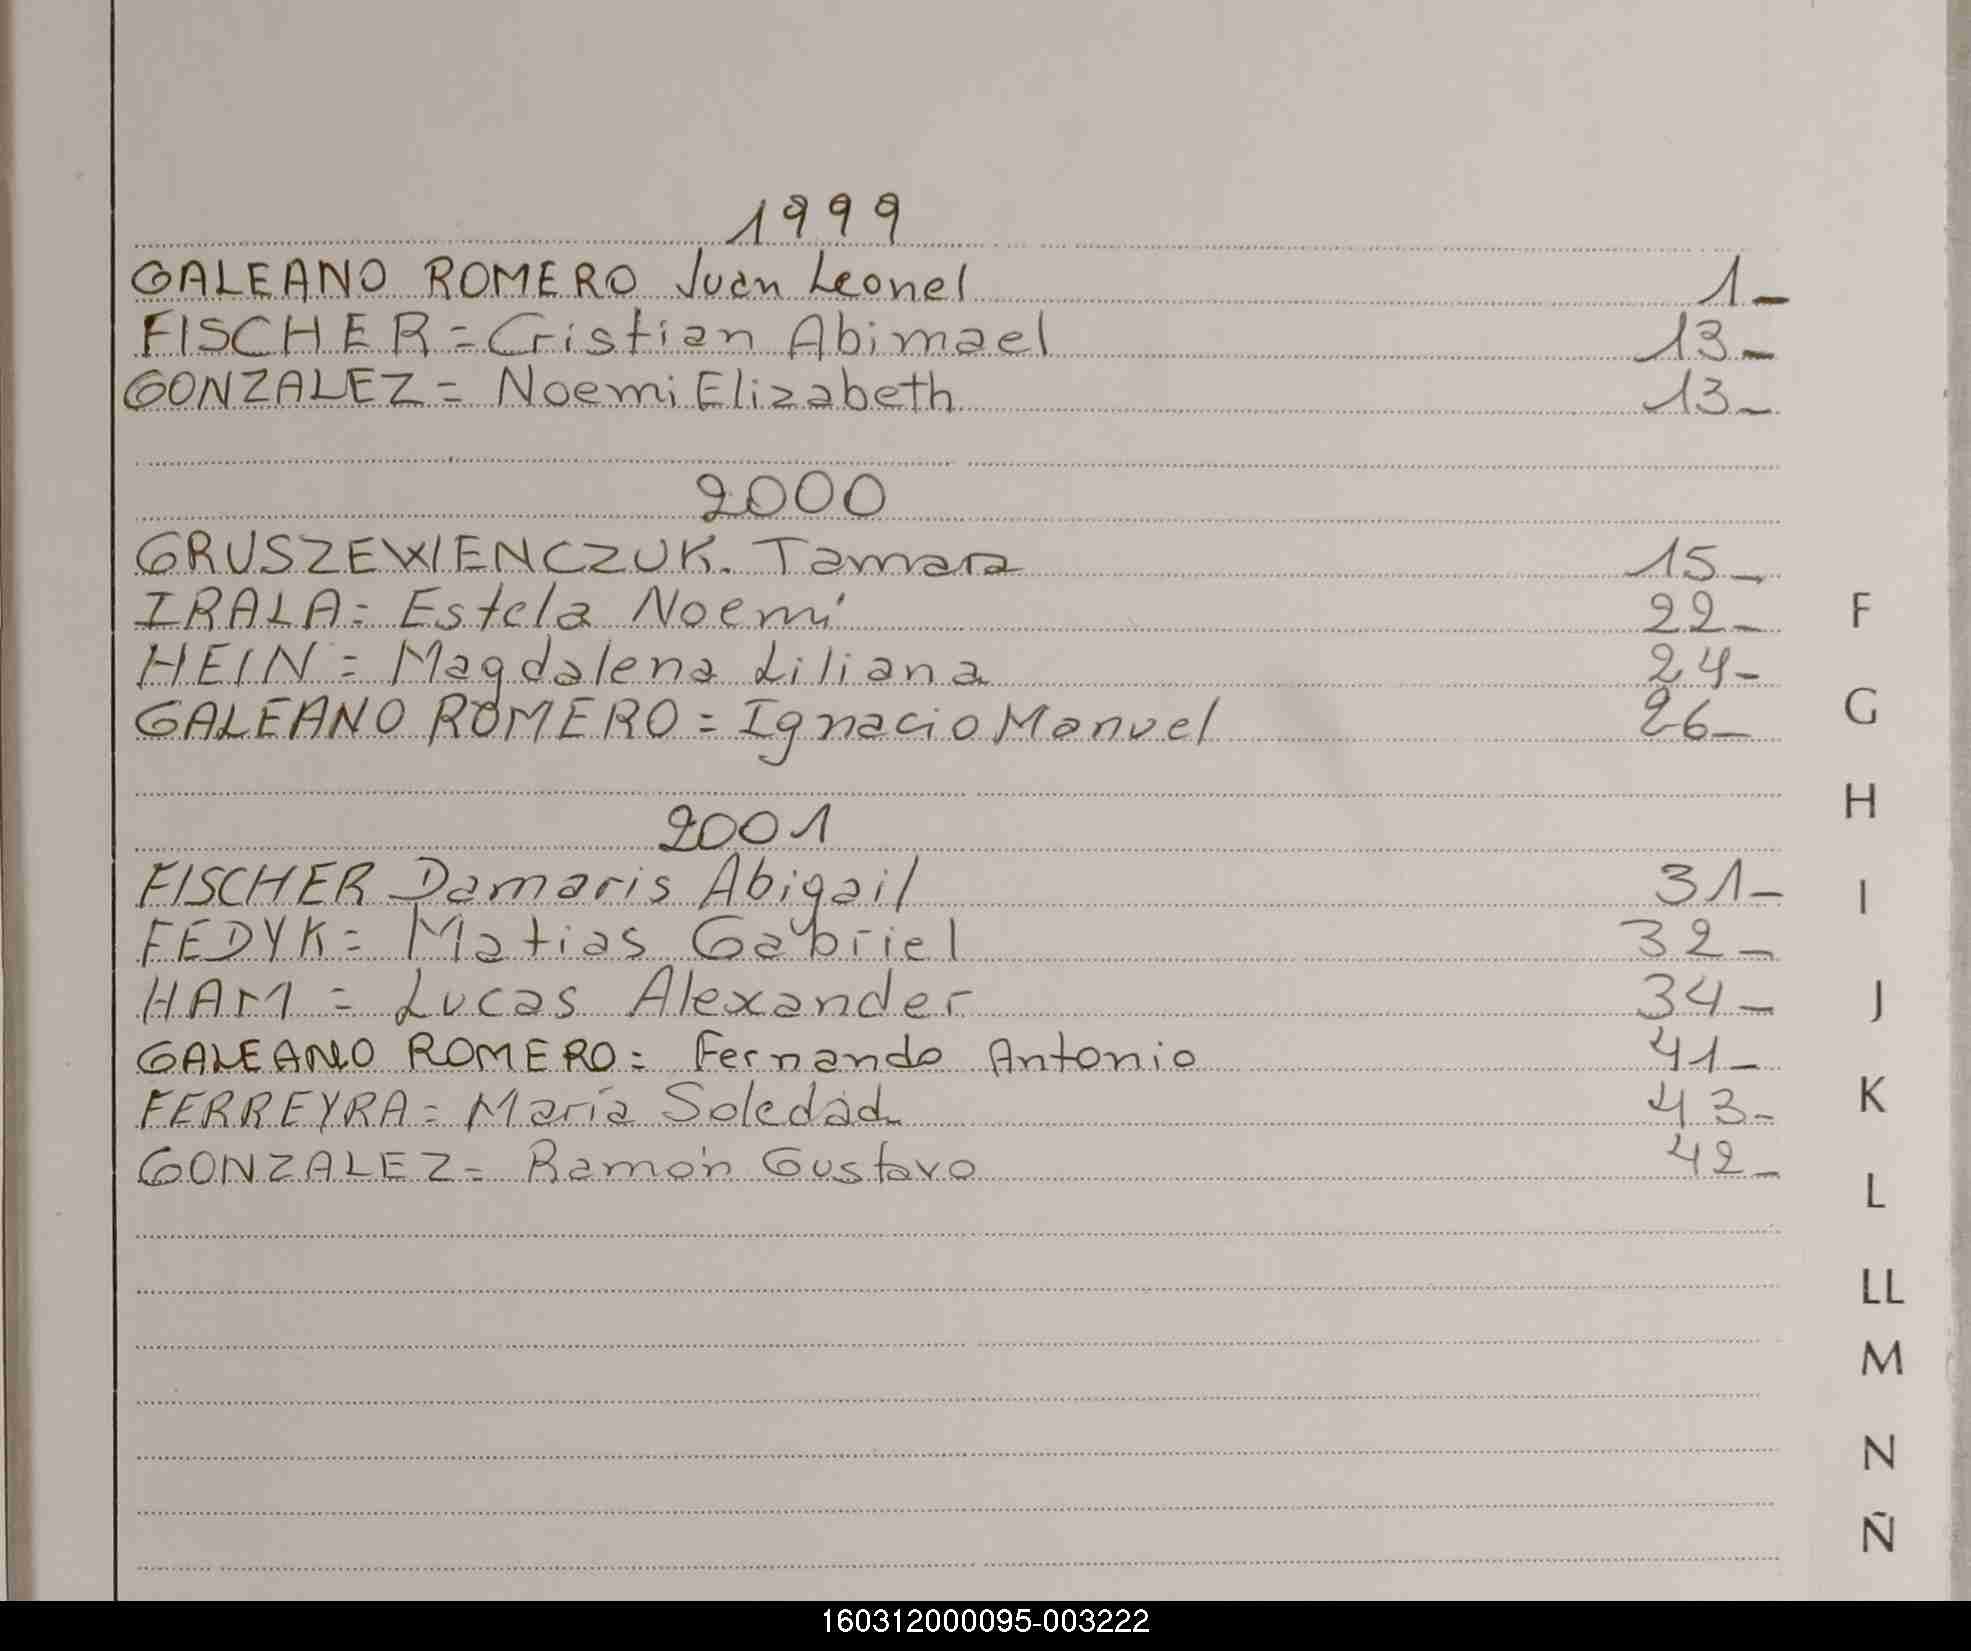 1999
GALEANO ROMERO Juan Leonel 1-
FISCHER = Cristian Abimael 13-
GONZALEZ = Noemi Elizabeth 13-
2000
GRUSZEWIENCZUK. Tamara 15-
IRALA = Estela Noemí 22-
HEIN = Magdalena Liliana 24-
GALEANO ROMERO = Ignacio Manuel 26-
2001
FISCHER Damaris Abigail 31-
FEDYK = Matias Gabriel 32-
HAM = Lucas Alexander 34-
GALEANO ROMERO = Fernando Antonio 41-
FERREYRA = María Soledad 43-
GONZALEZ = Ramón Gustavo 42-
F
G
H
I
J
K
L
LL
M
N
Ñ
160312000095-003222